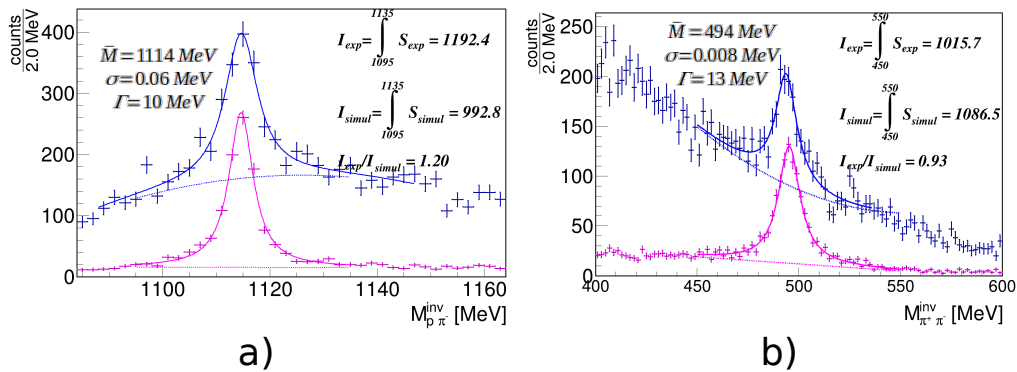 counts
2.0 MeV
400
300
200
100
0
1100
1120
1140
1160
M̄ = 1114 MeV
σ = 0.06 MeV
Γ = 10 MeV
1135
I_exp = ∫ S_exp = 1192.4
1095
1135
I_simul = ∫ S_simul = 992.8
1095
I_exp/I_simul = 1.20
M^inv_p π⁻ [MeV]
a)
counts
2.0 MeV
250
200
150
100
50
0
400
450
500
550
600
M̄ = 494 MeV
σ = 0.008 MeV
Γ = 13 MeV
550
I_exp = ∫ S_exp = 1015.7
450
550
I_simul = ∫ S_simul = 1086.5
450
I_exp/I_simul = 0.93
M^inv_π⁺ π⁻ [MeV]
b)